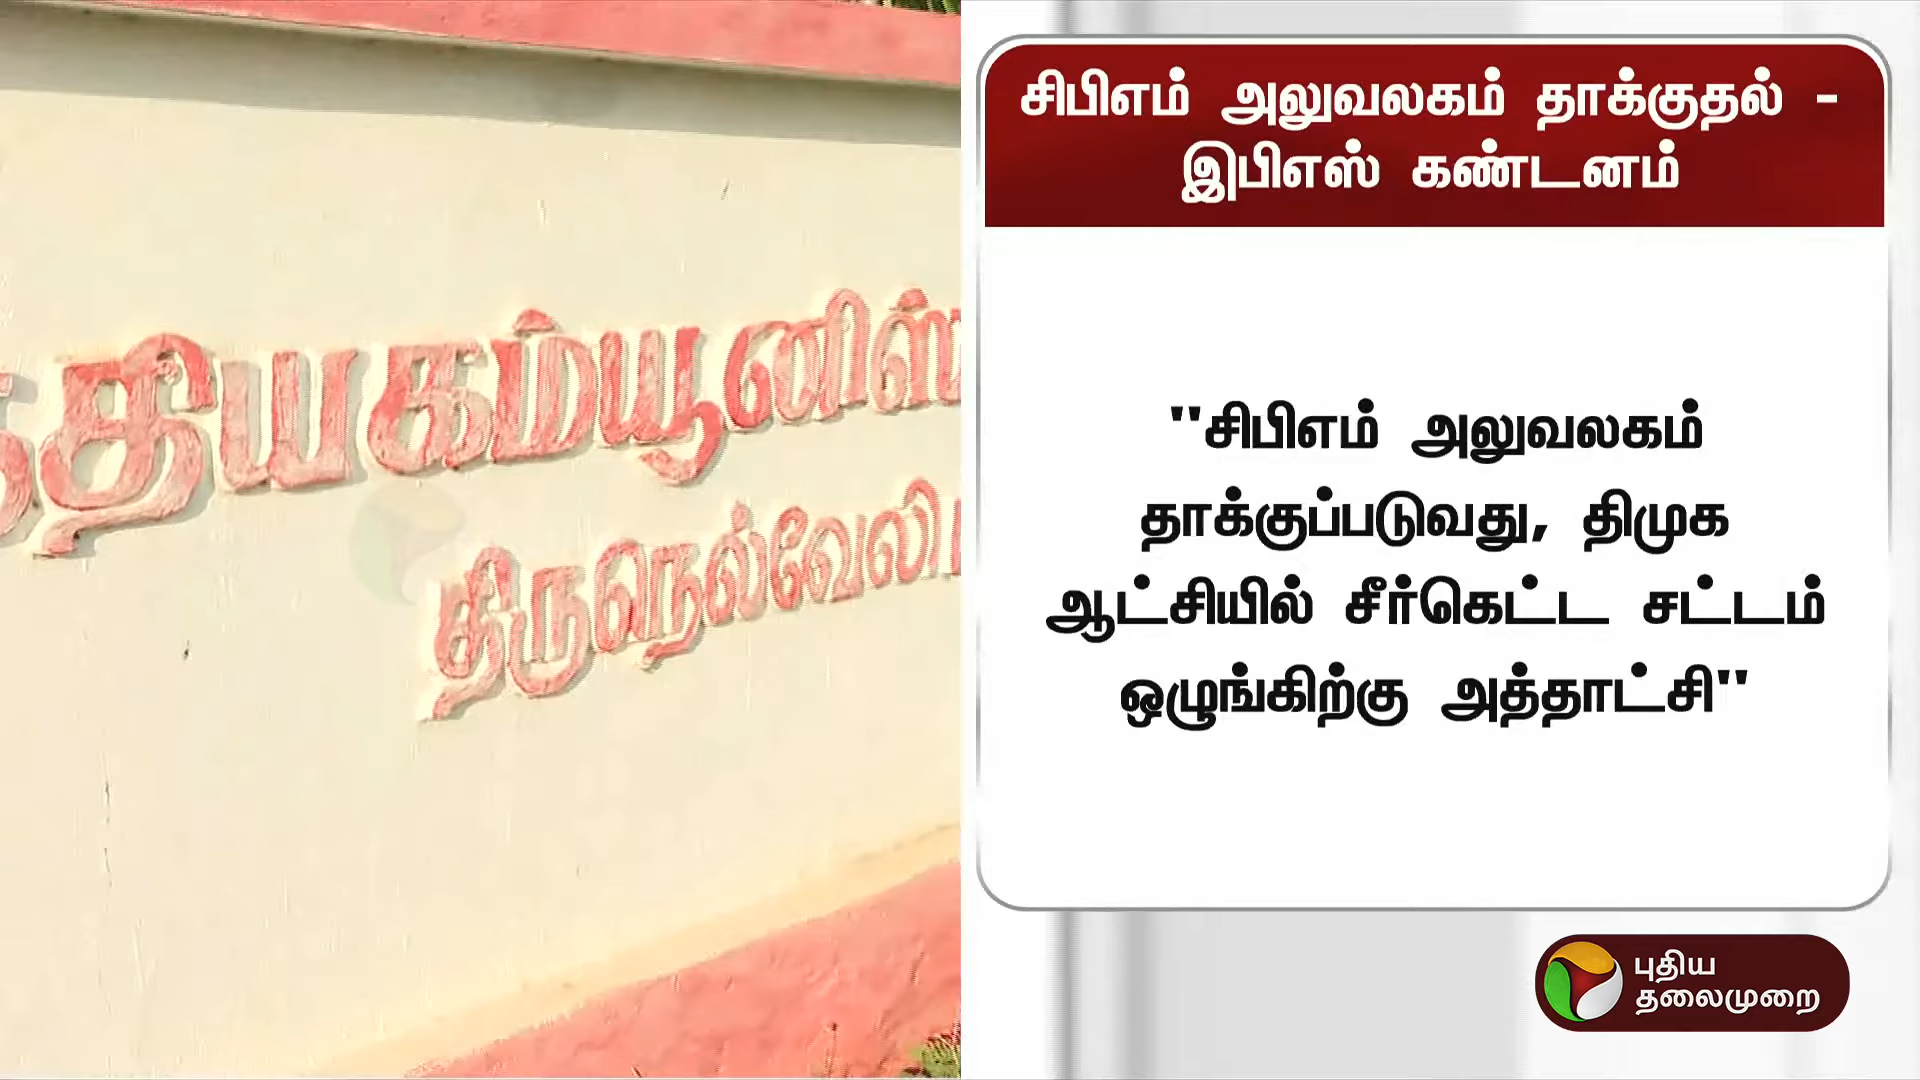 தியகம்யூனிஸ்
திருநெல்வேலி
சிபிஎம் அலுவலகம் தாக்குதல் -
இபிஎஸ் கண்டனம்
"சிபிஎம் அலுவலகம்
தாக்குப்படுவது, திமுக
ஆட்சியில் சீர்கெட்ட சட்டம்
ஒழுங்கிற்கு அத்தாட்சி"
புதிய
தலைமுறை